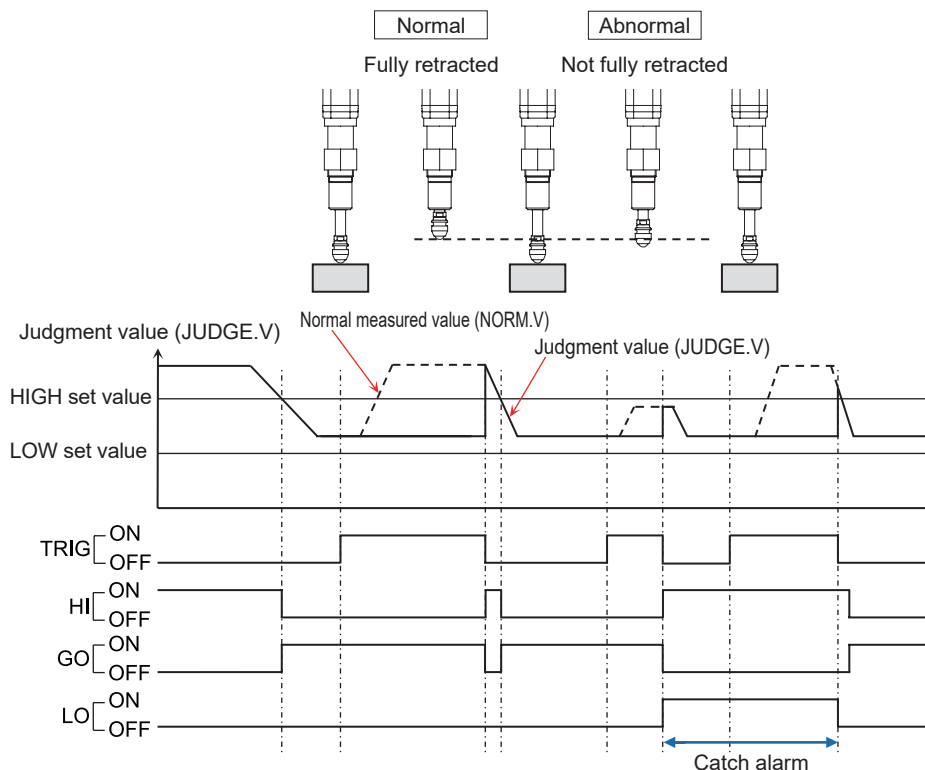 Normal
Abnormal
Fully retracted
Not fully retracted
Normal measured value (NORM.V)
Judgment value (JUDGE.V)
Judgment value (JUDGE.V)
HIGH set value
LOW set value
TRIG
ON
OFF
HI
ON
OFF
GO
ON
OFF
LO
ON
OFF
Catch alarm